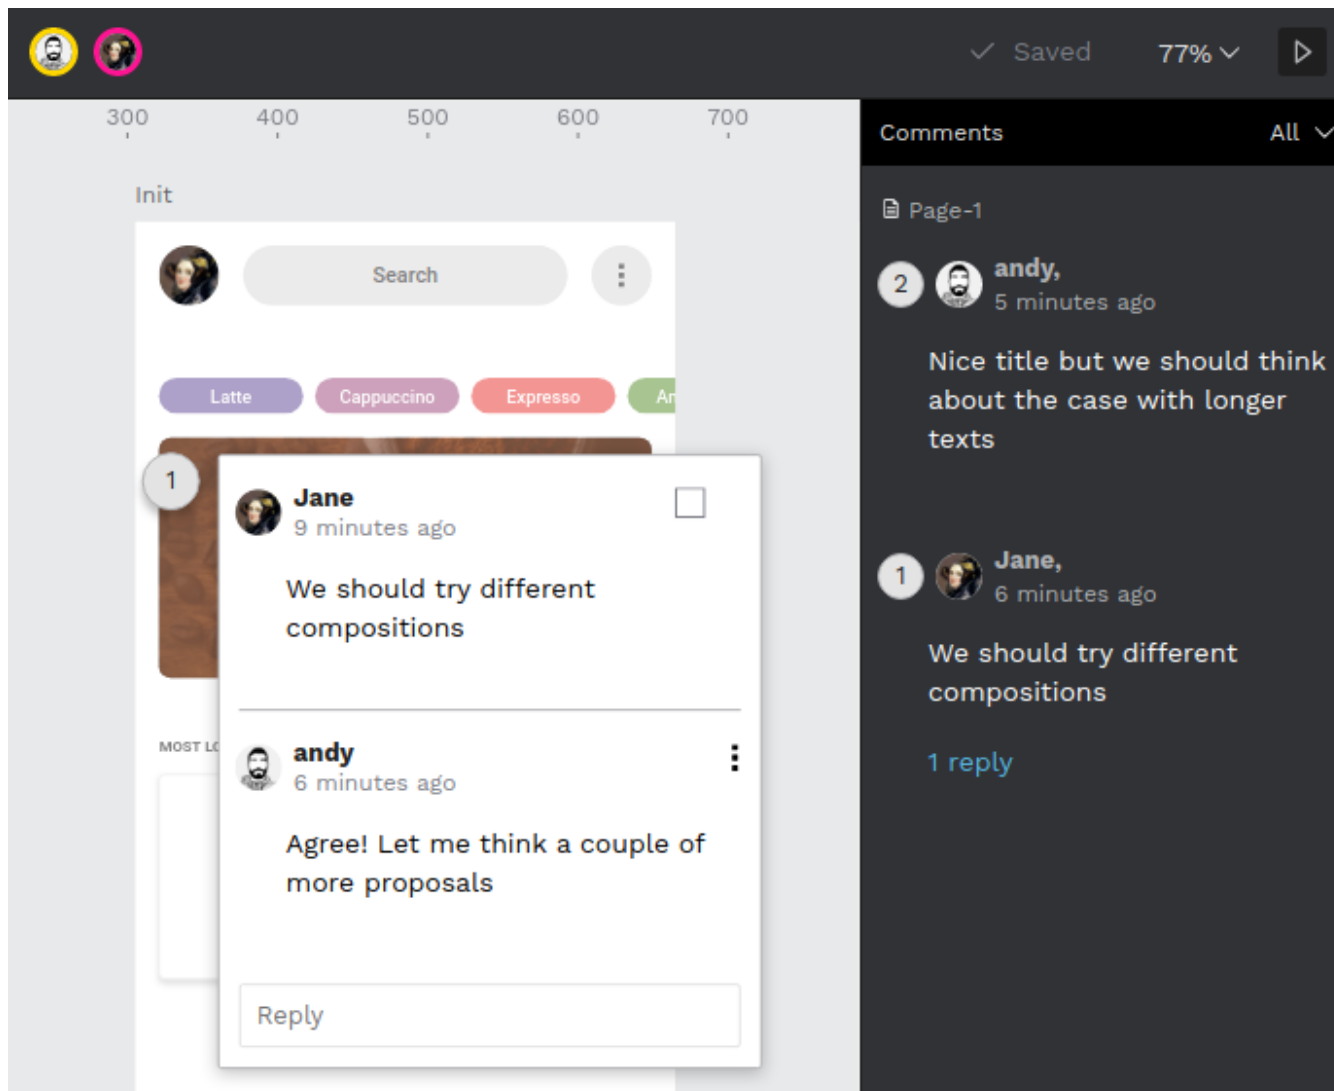 Saved
77%
300 400 500 600 700
Init
Search
Latte Cappuccino Expresso
1
Jane
9 minutes ago
We should try different
compositions
MOST
andy
6 minutes ago
Agree! Let me think a couple of
more proposals
Reply
Comments All
Page-1
2 andy,
5 minutes ago
Nice title but we should think
about the case with longer
texts
1 Jane,
6 minutes ago
We should try different
compositions
1 reply